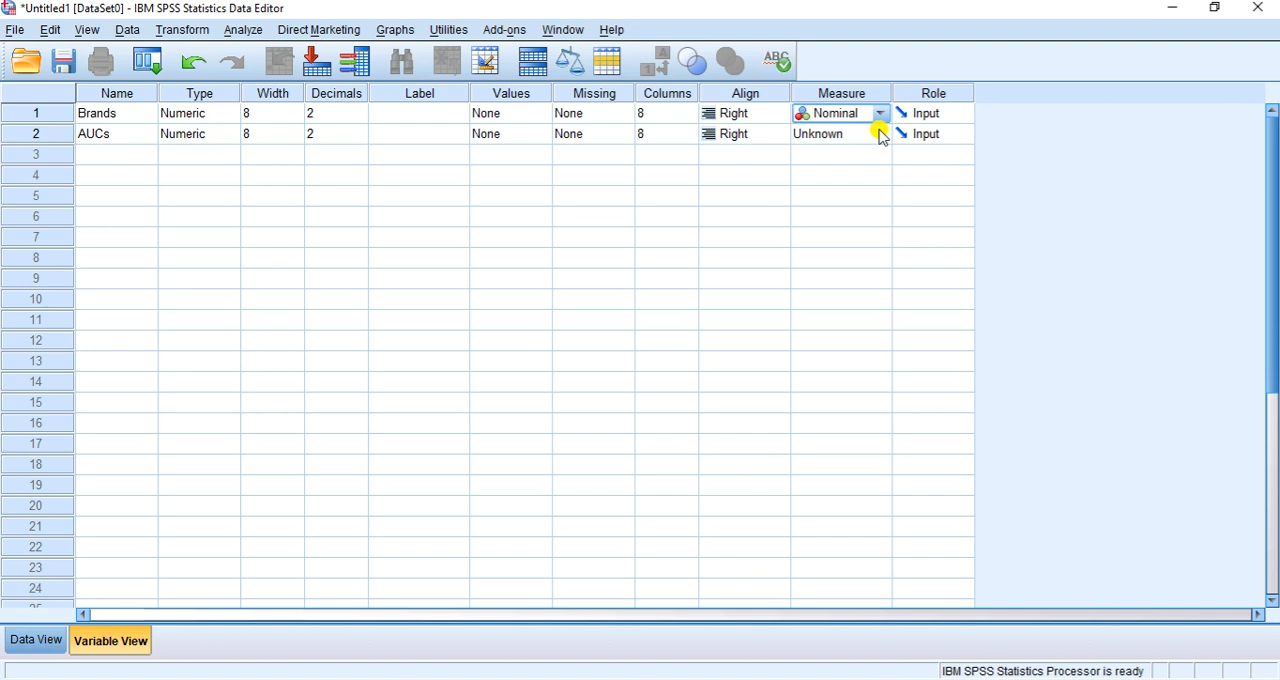 *Untitled1 [DataSet0] - IBM SPSS Statistics Data Editor
File Edit View Data Transform Analyze Direct Marketing Graphs Utilities Add-ons Window Help
A
ABC
Name Type Width Decimals Label Values Missing Columns Align Measure Role
1 Brands Numeric 8 2 None None 8 Right Nominal Input
2 AUCs Numeric 8 2 None None 8 Right Unknown Input
3
4
5
6
7
8
9
10
11
12
13
14
15
16
17
18
19
20
21
22
23
24
25
Data View Variable View
IBM SPSS Statistics Processor is ready